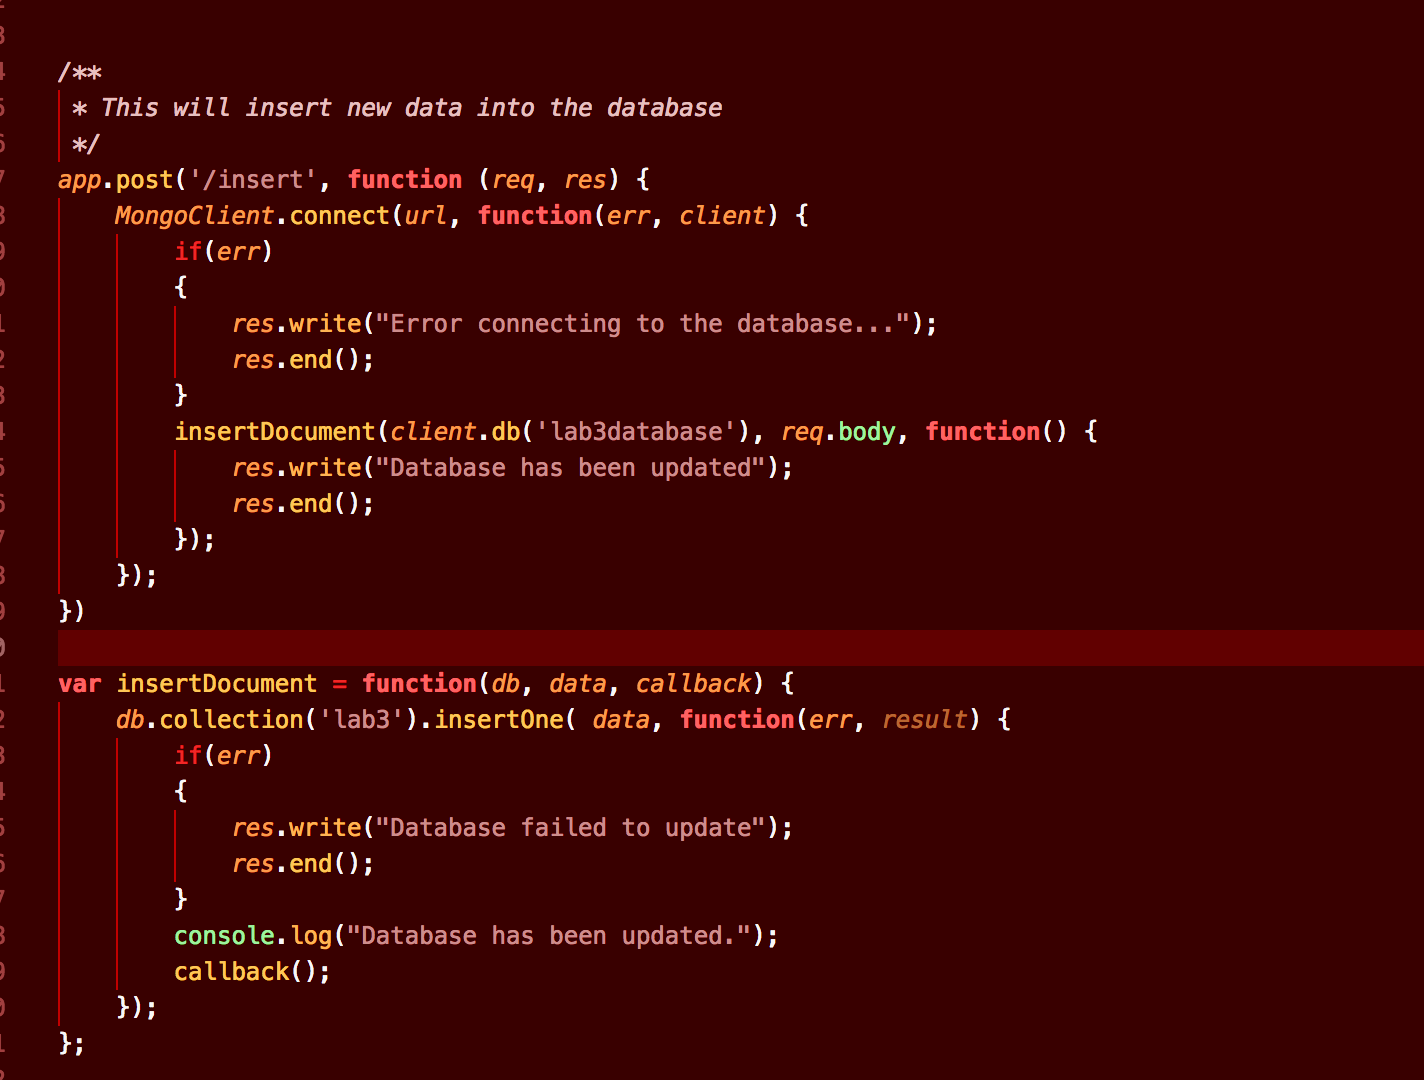 /**
 * This will insert new data into the database
 */
app.post('/insert', function (req, res) {
    MongoClient.connect(url, function(err, client) {
        if(err)
        {
            res.write("Error connecting to the database...");
            res.end();
        }
        insertDocument(client.db('lab3database'), req.body, function() {
            res.write("Database has been updated");
            res.end();
        });
    });
})
var insertDocument = function(db, data, callback) {
    db.collection('lab3').insertOne( data, function(err, result) {
        if(err)
        {
            res.write("Database failed to update");
            res.end();
        }
        console.log("Database has been updated.");
        callback();
    });
};